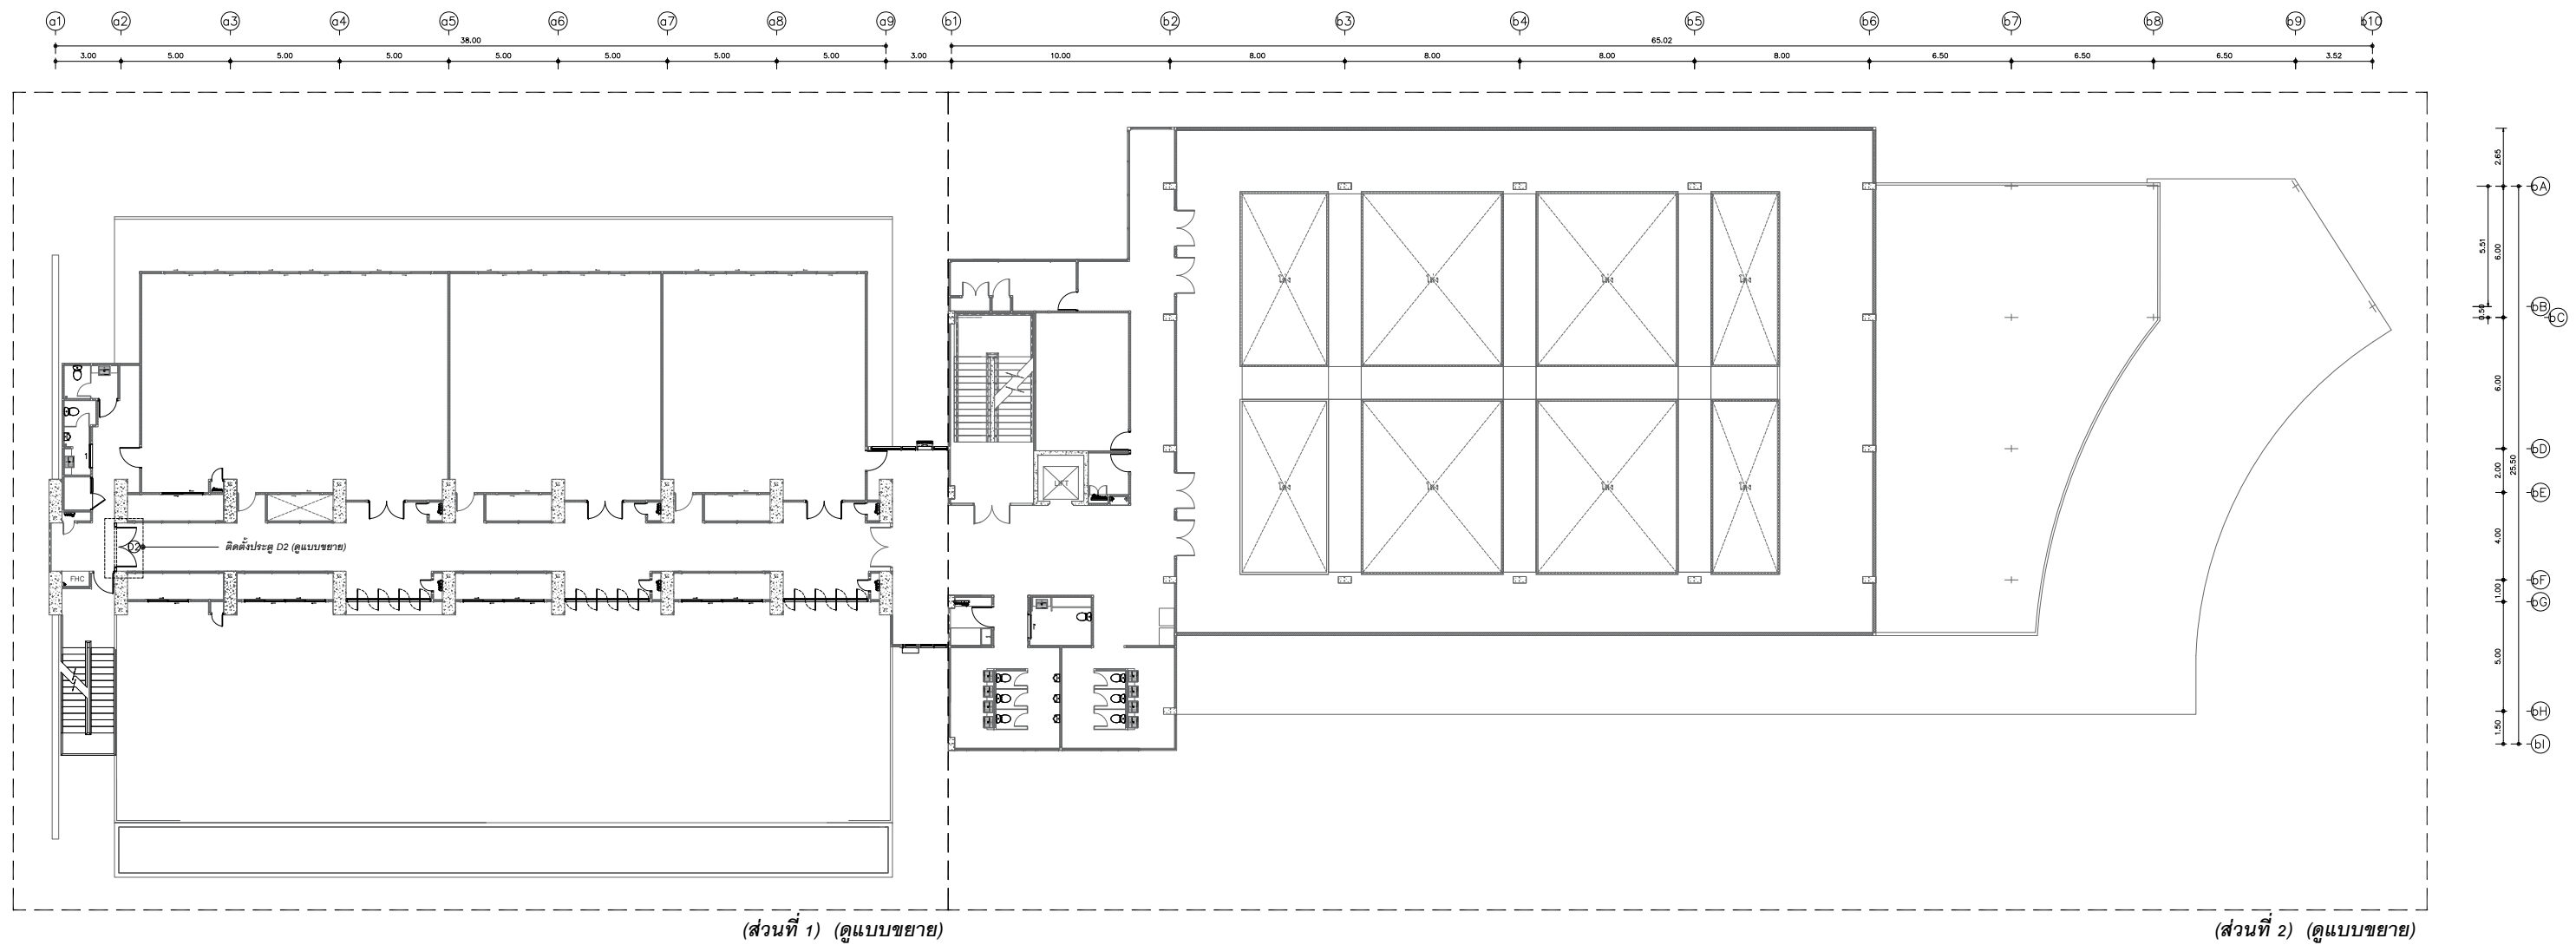 a1 a2 a3 a4 a5 a6 a7 a8 a9 b1 b2 b3 b4 b5 b6 b7 b8 b9 b10
38.00 65.02
3.00 5.00 5.00 5.00 5.00 5.00 5.00 5.00 3.00 10.00 8.00 8.00 8.00 8.00 6.50 6.50 6.50 3.52
2.65
bA
5.51 6.00
bB
0.50 bC
6.00
bD
2.00 25.50
LIFT
bE
D2 ติดตั้งประตู D2 (ดูแบบขยาย)
4.00
FHC
bF
1.00
bG
5.00
bH
1.50
bI
(ส่วนที่ 1) (ดูแบบขยาย) (ส่วนที่ 2) (ดูแบบขยาย)